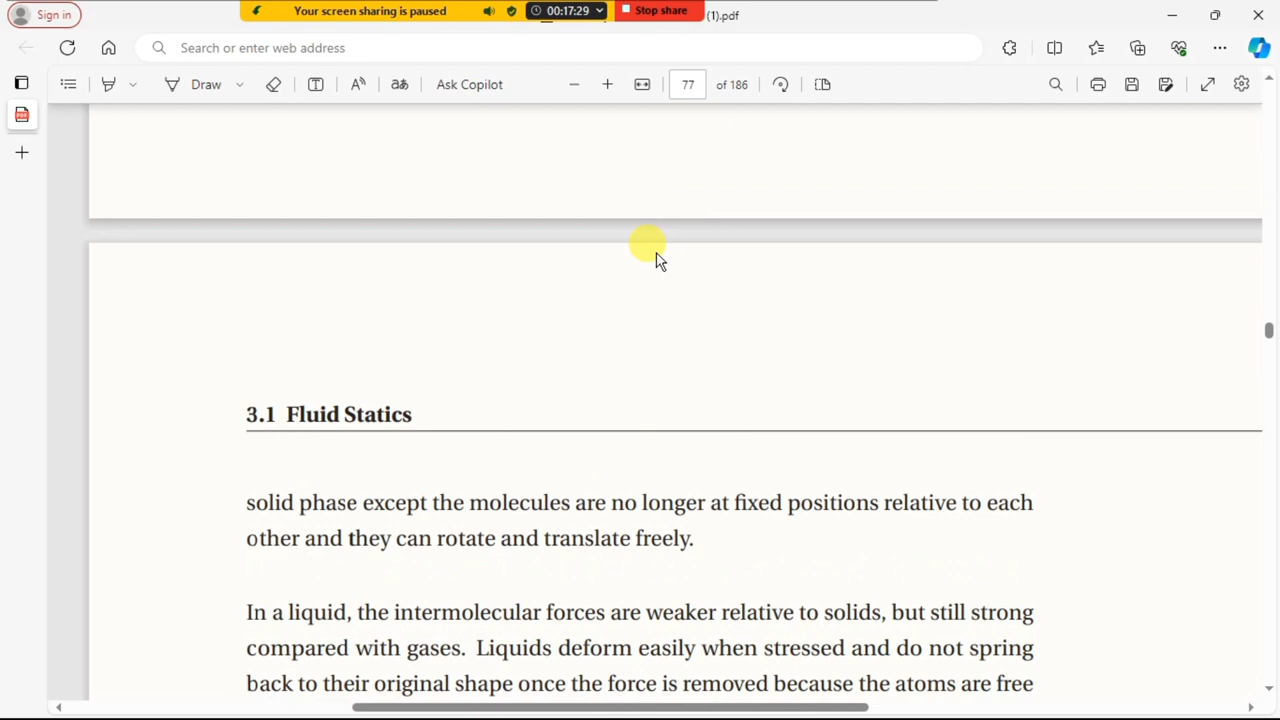 Sign in
Your screen sharing is paused
00:17:29
Stop share
(1).pdf
Search or enter web address
Draw
aあ
Ask Copilot
77
of 186
PDF
3.1 Fluid Statics
solid phase except the molecules are no longer at fixed positions relative to each
other and they can rotate and translate freely.
In a liquid, the intermolecular forces are weaker relative to solids, but still strong
compared with gases. Liquids deform easily when stressed and do not spring
back to their original shape once the force is removed because the atoms are free